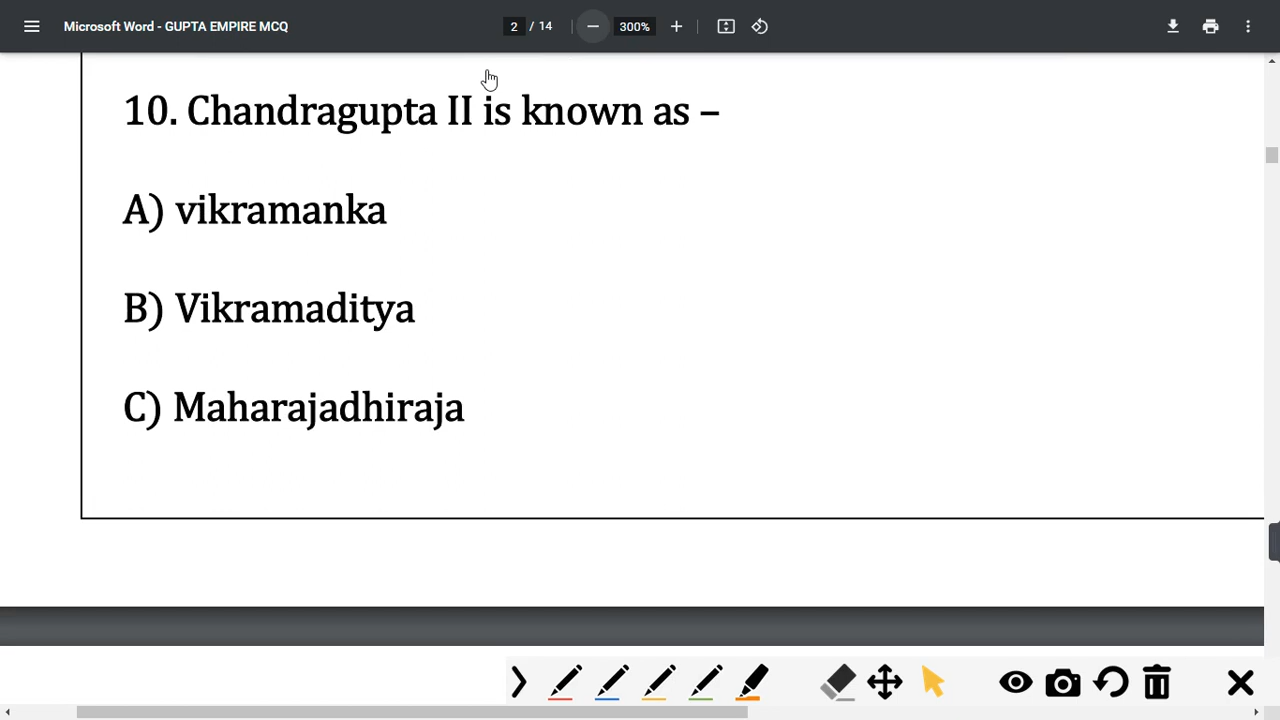 Microsoft Word - GUPTA EMPIRE MCQ
2 / 14
300%
10. Chandragupta II is known as –
A) vikramanka
B) Vikramaditya
C) Maharajadhiraja